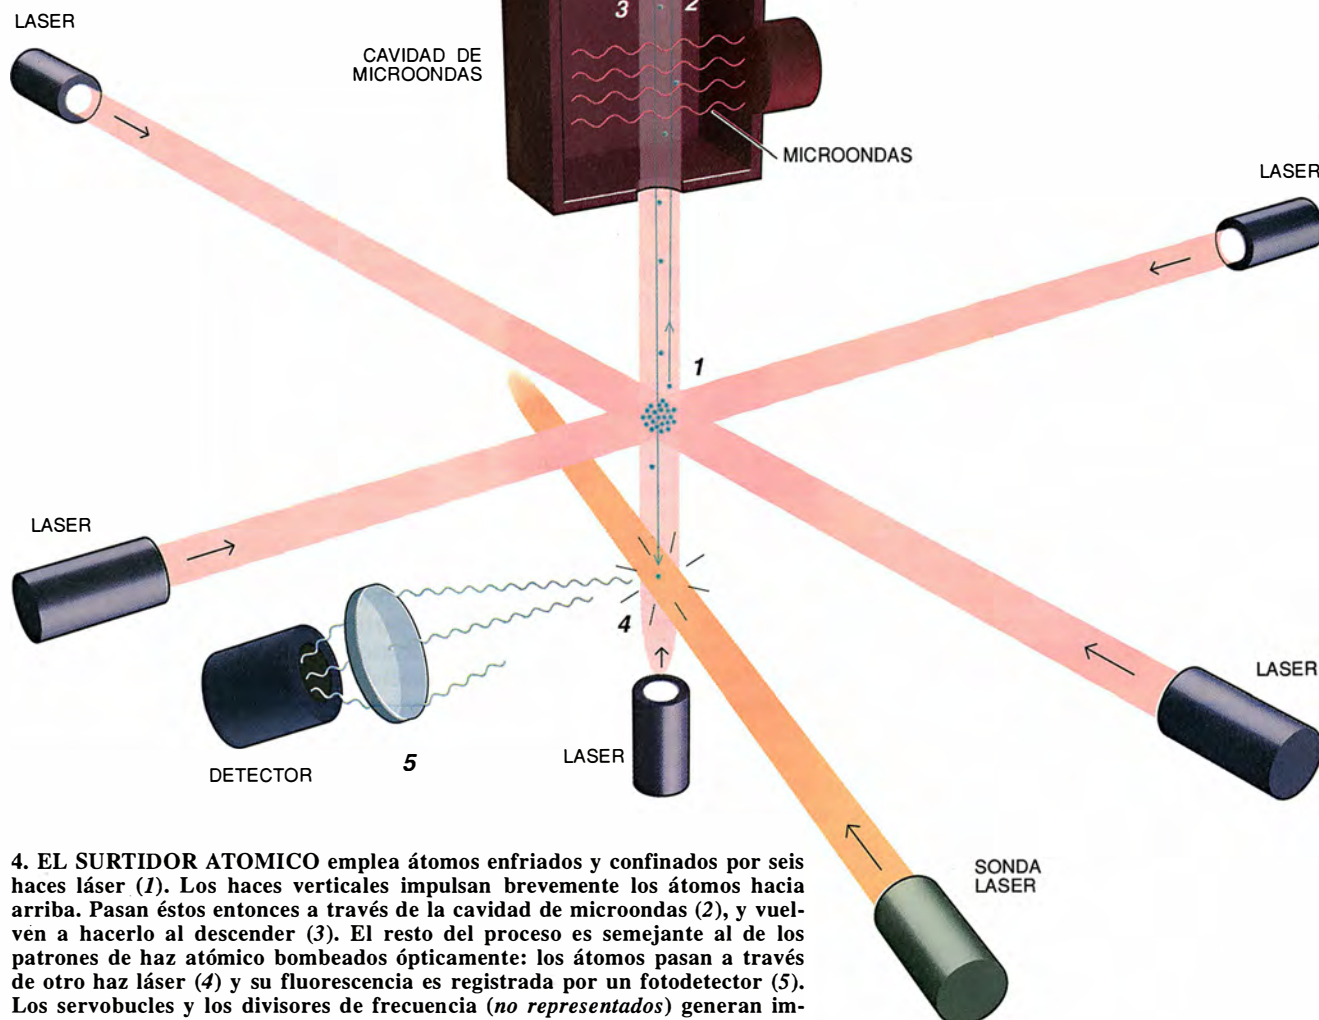 LASER
3
2
CAVIDAD DE
MICROONDAS
MICROONDAS
LASER
1
LASER
4
LASER
LASER
DETECTOR
5
SONDA
LASER
4. EL SURTIDOR ATOMICO emplea átomos enfriados y confinados por seis
haces láser (1). Los haces verticales impulsan brevemente los átomos hacia
arriba. Pasan éstos entonces a través de la cavidad de microondas (2), y vuel-
ven a hacerlo al descender (3). El resto del proceso es semejante al de los
patrones de haz atómico bombeados ópticamente: los átomos pasan a través
de otro haz láser (4) y su fluorescencia es registrada por un fotodetector (5).
Los servobucles y los divisores de frecuencia (no representados) generan im-